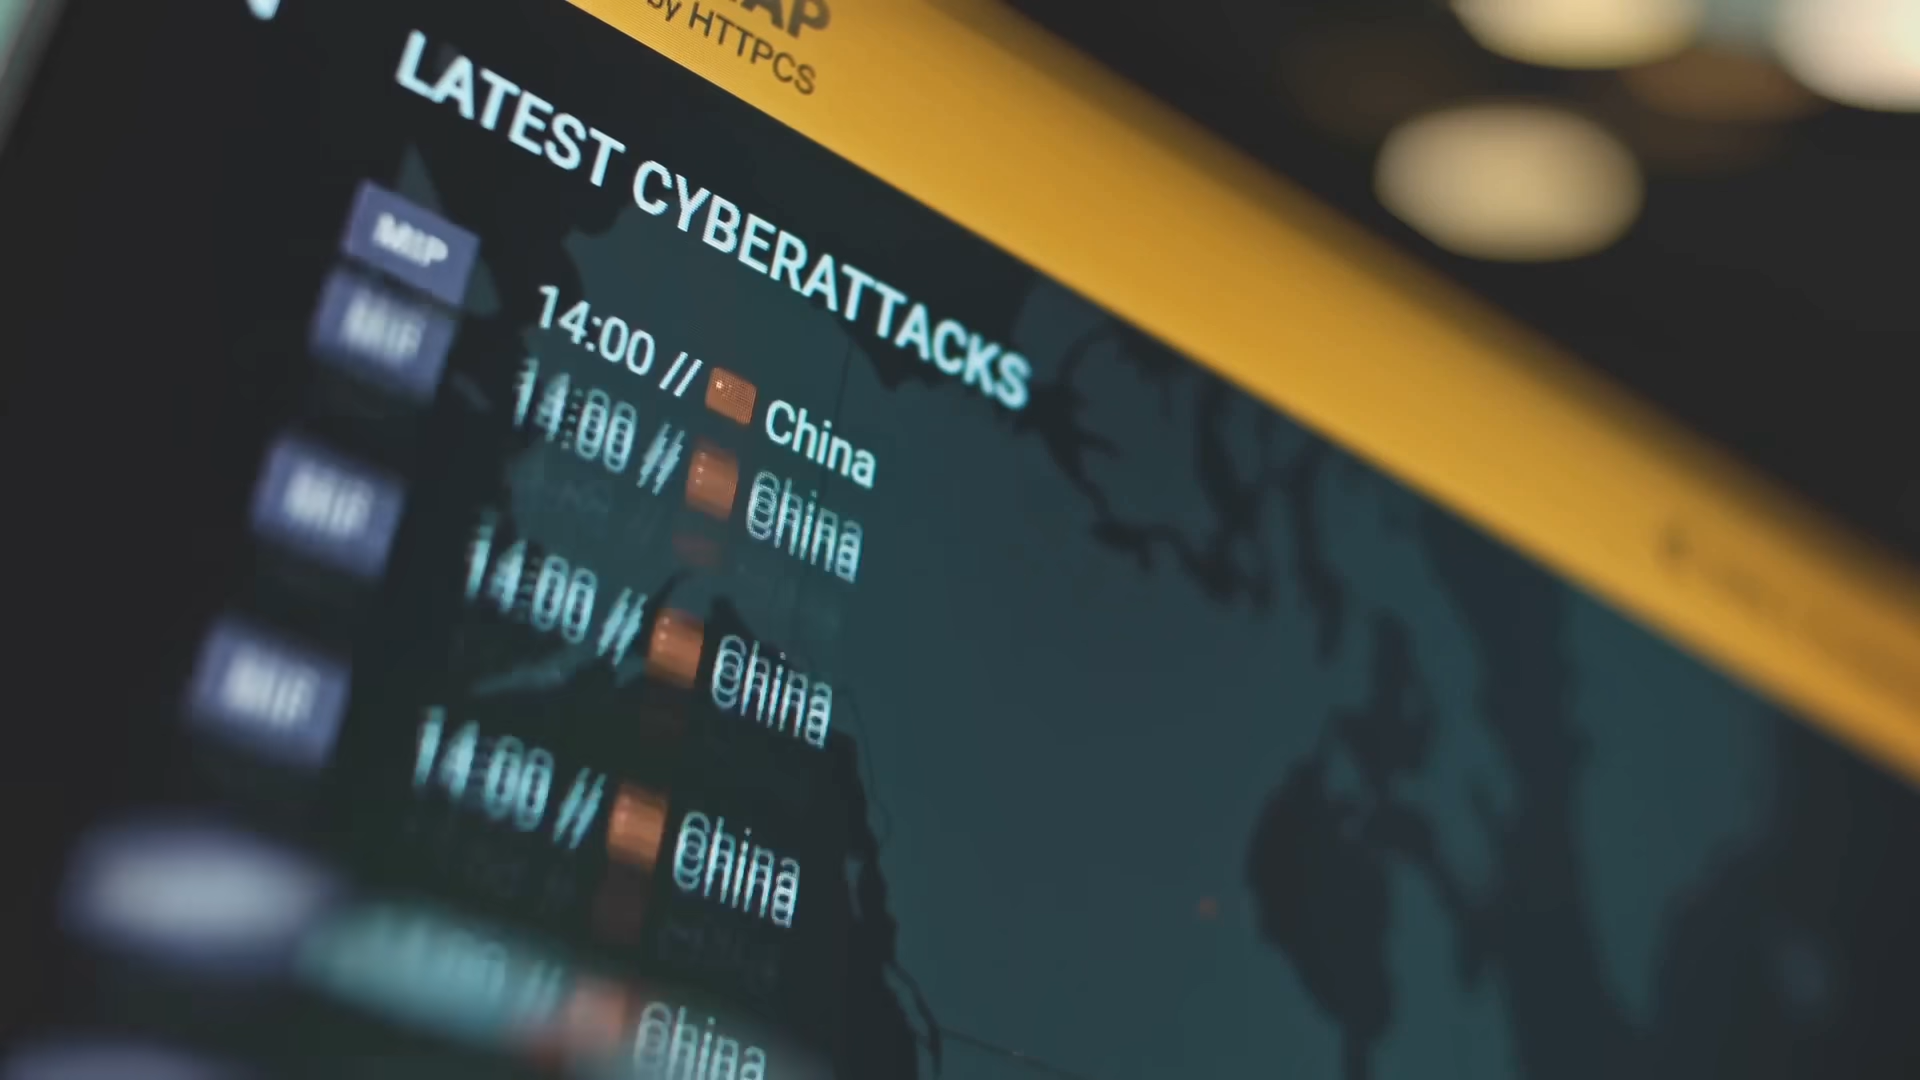 by HTTPCS
LATEST CYBERATTACKS
MIP
14:00 // China
14:00 // China
14:00 // China
14:00 // China
China